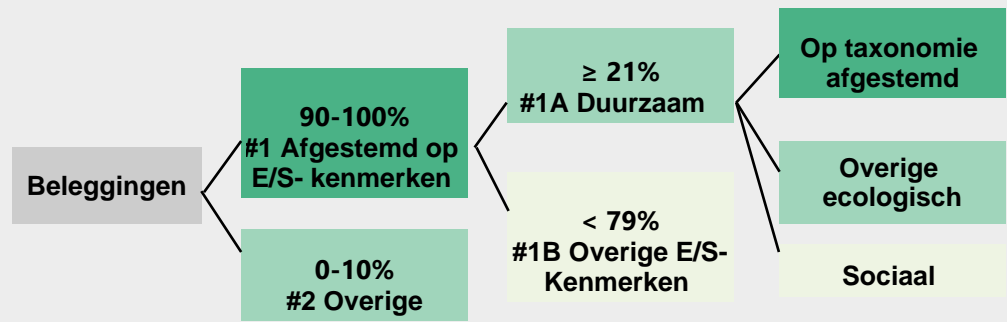 Beleggingen
90-100%
#1 Afgestemd op
E/S- kenmerken
0-10%
#2 Overige
≥ 21%
#1A Duurzaam
< 79%
#1B Overige E/S-
Kenmerken
Op taxonomie
afgestemd
Overige
ecologisch
Sociaal